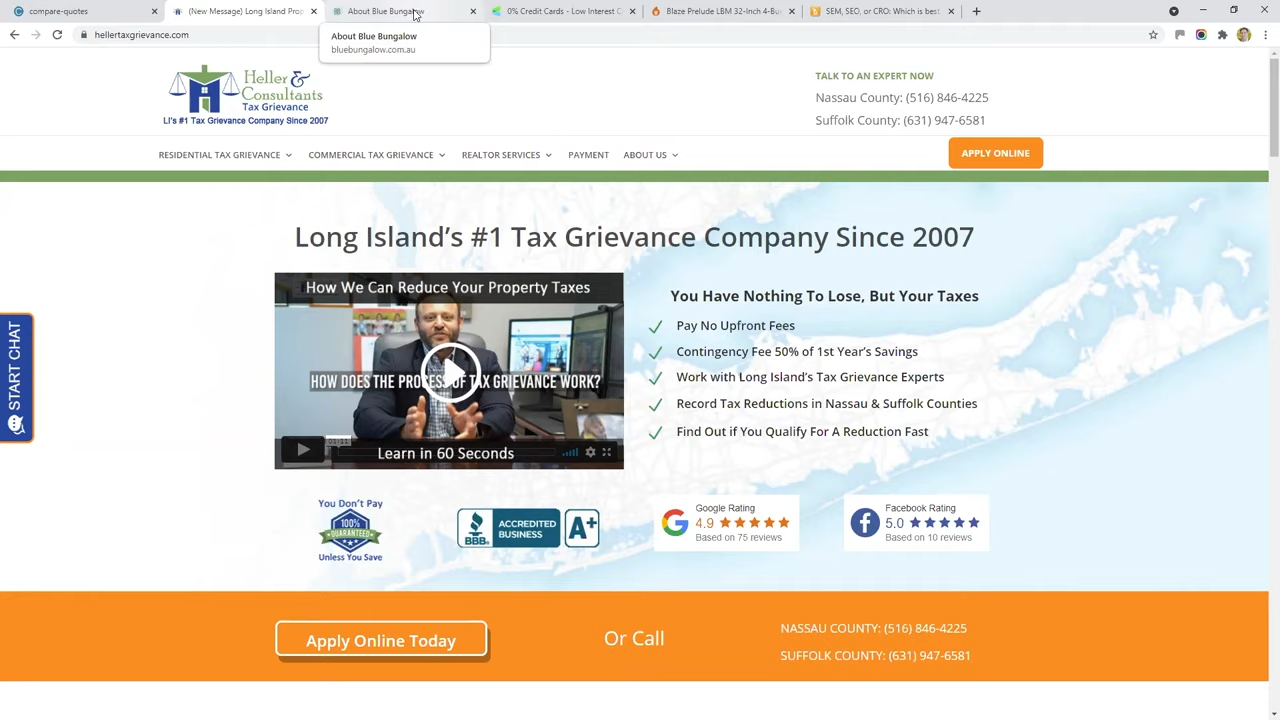 compare-quotes
(New Message) Long Island Prop
About Blue Bungalow
0% Credit Cards - Low Interest C
Blaze Prelude LBM 32-Inch 4-Bu
SEM, SEO, or CRO: Which is best
hellertaxgrievance.com
About Blue Bungalow
bluebungalow.com.au
Heller &
Consultants
Tax Grievance
LI's #1 Tax Grievance Company Since 2007
TALK TO AN EXPERT NOW
Nassau County: (516) 846-4225
Suffolk County: (631) 947-6581
RESIDENTIAL TAX GRIEVANCE
COMMERCIAL TAX GRIEVANCE
REALTOR SERVICES
PAYMENT
ABOUT US
APPLY ONLINE
Long Island's #1 Tax Grievance Company Since 2007
How We Can Reduce Your Property Taxes
HOW DOES THE PROCESS OF TAX GRIEVANCE WORK?
01:11
Learn in 60 Seconds
You Have Nothing To Lose, But Your Taxes
Pay No Upfront Fees
Contingency Fee 50% of 1st Year's Savings
Work with Long Island's Tax Grievance Experts
Record Tax Reductions in Nassau & Suffolk Counties
Find Out if You Qualify For A Reduction Fast
START CHAT
You Don't Pay
100%
GUARANTEED
Unless You Save
BBB
ACCREDITED
BUSINESS
A+
Google Rating
4.9
Based on 75 reviews
Facebook Rating
5.0
Based on 10 reviews
Apply Online Today
Or Call
NASSAU COUNTY: (516) 846-4225
SUFFOLK COUNTY: (631) 947-6581